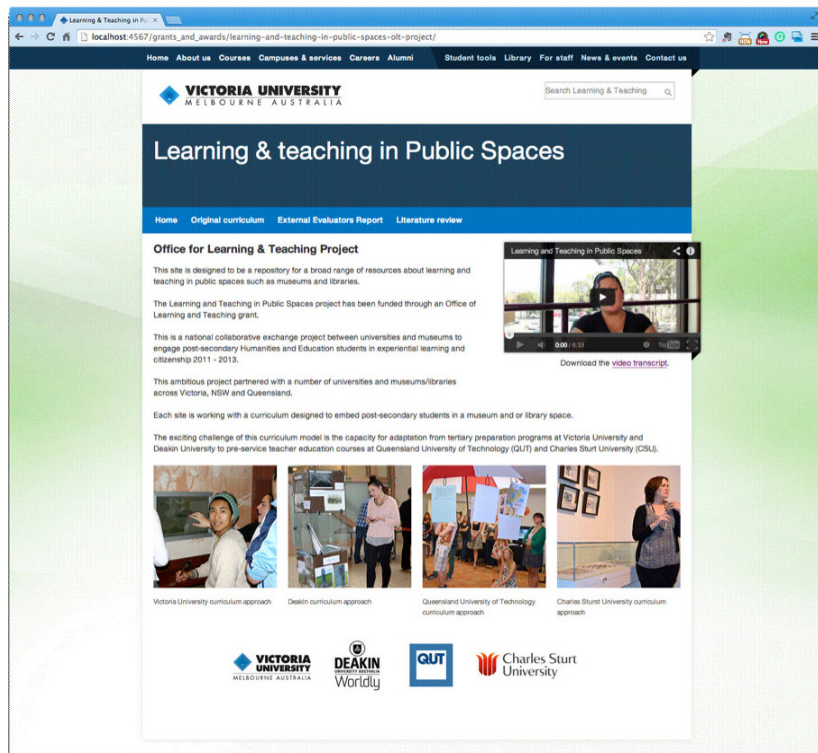 Learning & Teaching in Pu
localhost:4567/grants_and_awards/learning-and-teaching-in-public-spaces-olt-project/
Home About us Courses Campuses & services Careers Alumni Student tools Library For staff News & events Contact us
VICTORIA UNIVERSITY
MELBOURNE AUSTRALIA
Search Learning & Teaching
Learning & teaching in Public Spaces
Home Original curriculum External Evaluators Report Literature review
Office for Learning & Teaching Project
This site is designed to be a repository for a broad range of resources about learning and
teaching in public spaces such as museums and libraries.
The Learning and Teaching in Public Spaces project has been funded through an Office of
Learning and Teaching grant.
This is a national collaborative exchange project between universities and museums to
engage post-secondary Humanities and Education students in experiential learning and
citizenship 2011 - 2013.
This ambitious project partnered with a number of universities and museums/libraries
across Victoria, NSW and Queensland.
Each site is working with a curriculum designed to embed post-secondary students in a museum and or library space.
The exciting challenge of this curriculum model is the capacity for adaptation from tertiary preparation programs at Victoria University and
Deakin University to pre-service teacher education courses at Queensland University of Technology (QUT) and Charles Sturt University (CSU).
Learning and Teaching in Public Spaces
0:00 / 6:33
Download the video transcript.
Victoria University curriculum approach
Deakin curriculum approach
Queensland University of Technology
curriculum approach
Charles Sturst University curriculum
approach
VICTORIA
UNIVERSITY
MELBOURNE AUSTRALIA
DEAKIN
UNIVERSITY AUSTRALIA
Worldly
QUT
Charles Sturt
University